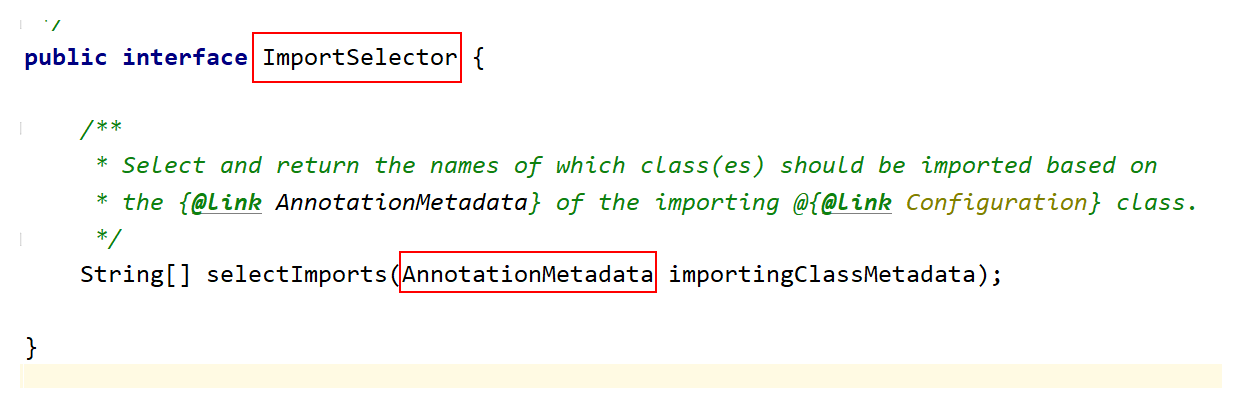 */
public interface ImportSelector {
/**
* Select and return the names of which class(es) should be imported based on
* the {@link AnnotationMetadata} of the importing @{@link Configuration} class.
*/
String[] selectImports(AnnotationMetadata importingClassMetadata);
}